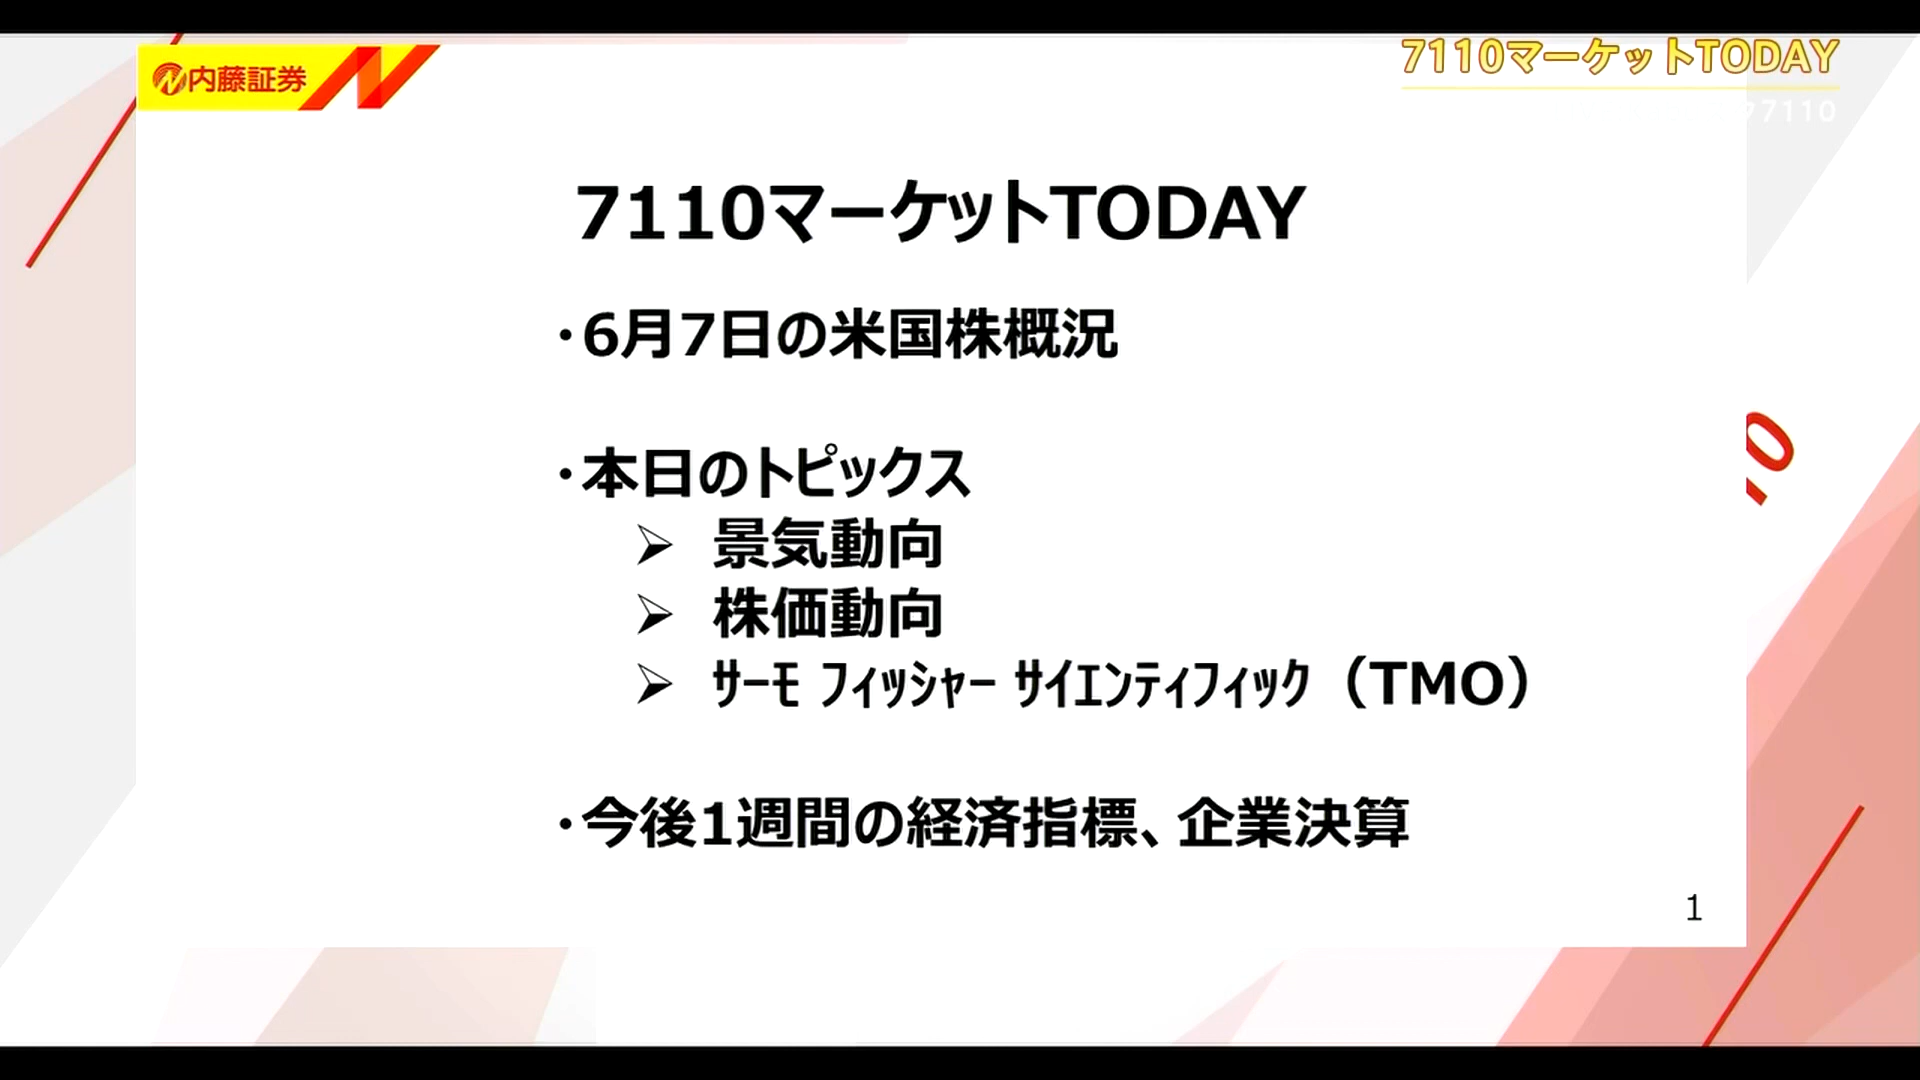 内藤証券
7110マーケットTODAY
7110
7110マーケットTODAY
・6月7日の米国株概況
・本日のトピックス
➢ 景気動向
➢ 株価動向
➢ ｻｰﾓ ﾌｨｯｼｬｰ ｻｲｴﾝﾃｨﾌｨｯｸ（TMO）
・今後1週間の経済指標、企業決算
1